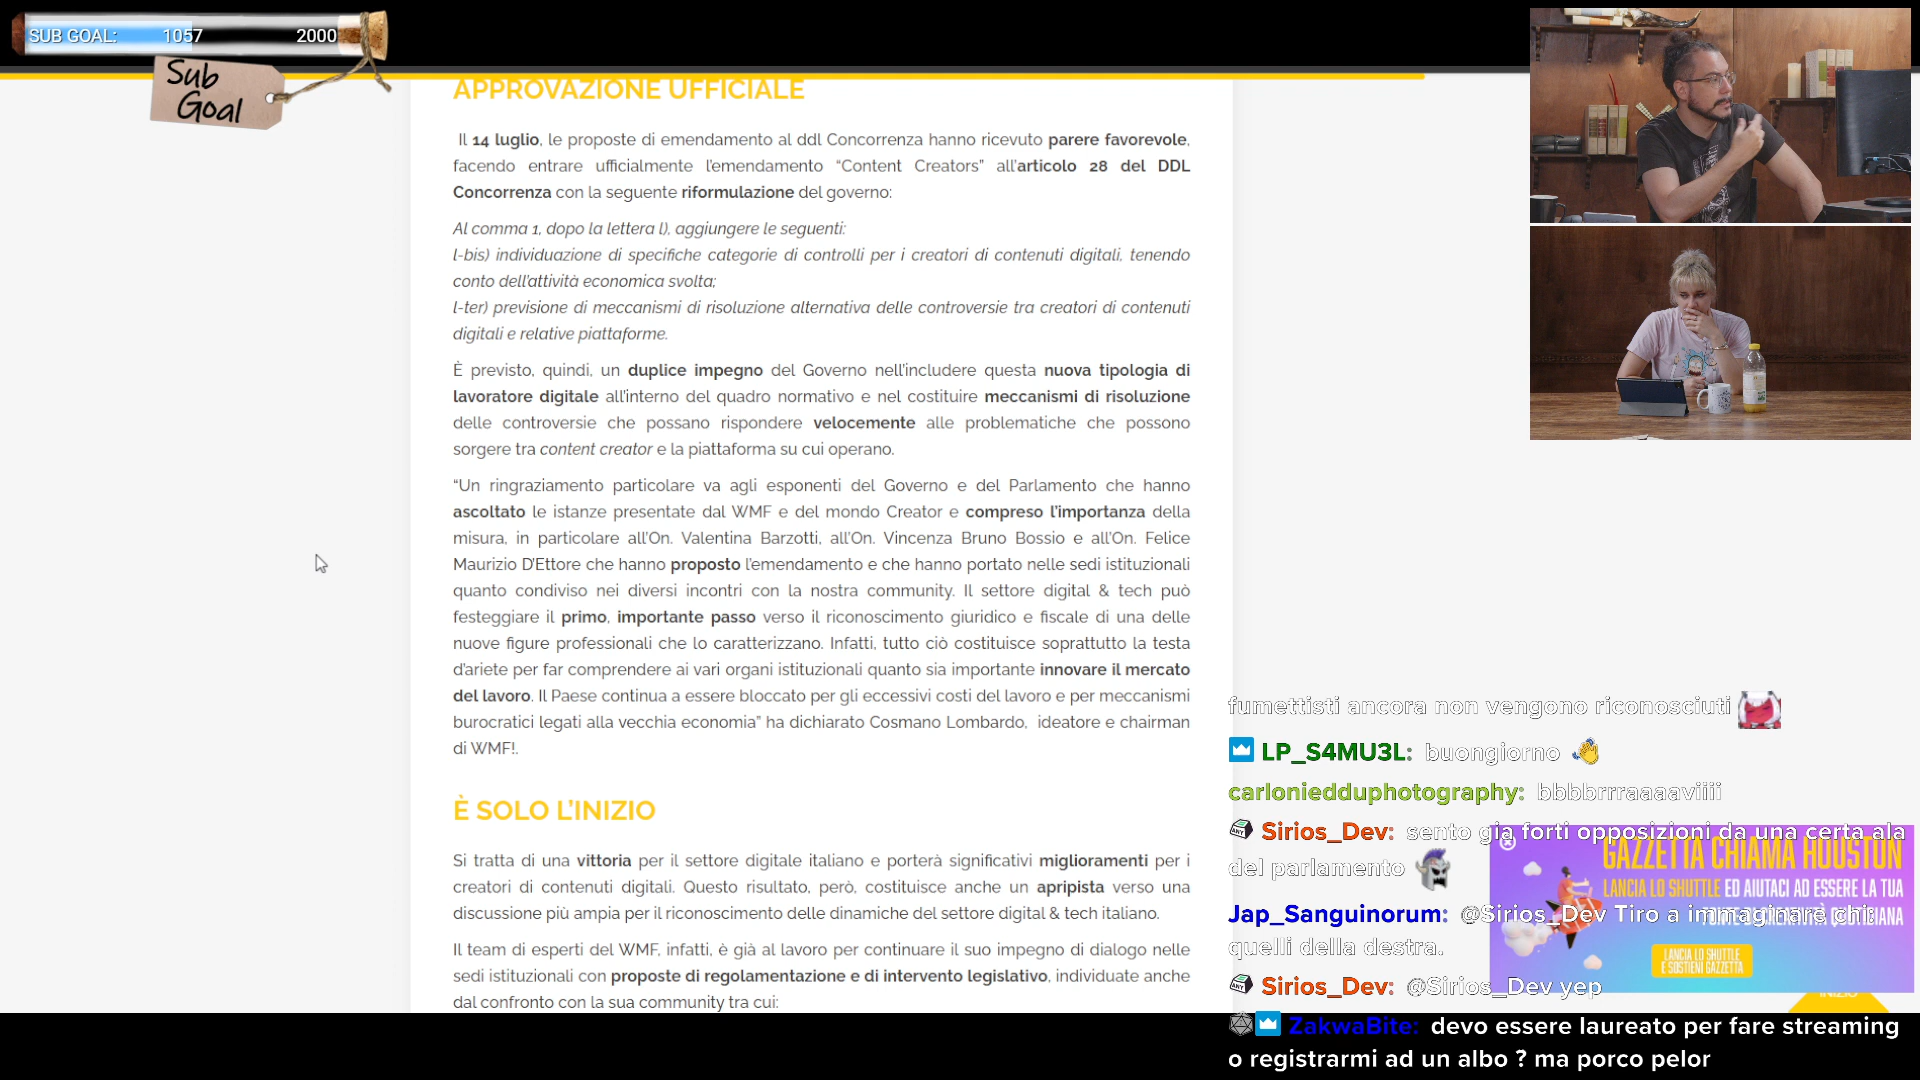 SUB GOAL: 1057 2000
Sub
Goal
APPROVAZIONE UFFICIALE
Il 14 luglio, le proposte di emendamento al ddl Concorrenza hanno ricevuto parere favorevole,
facendo entrare ufficialmente l'emendamento “Content Creators” all'articolo 28 del DDL
Concorrenza con la seguente riformulazione del governo:
Al comma 1, dopo la lettera l), aggiungere le seguenti:
l-bis) individuazione di specifiche categorie di controlli per i creatori di contenuti digitali, tenendo
conto dell'attività economica svolta;
l-ter) previsione di meccanismi di risoluzione alternativa delle controversie tra creatori di contenuti
digitali e relative piattaforme.
È previsto, quindi, un duplice impegno del Governo nell'includere questa nuova tipologia di
lavoratore digitale all'interno del quadro normativo e nel costituire meccanismi di risoluzione
delle controversie che possano rispondere velocemente alle problematiche che possono
sorgere tra content creator e la piattaforma su cui operano.
“Un ringraziamento particolare va agli esponenti del Governo e del Parlamento che hanno
ascoltato le istanze presentate dal WMF e del mondo Creator e compreso l'importanza della
misura, in particolare all'On. Valentina Barzotti, all'On. Vincenza Bruno Bossio e all'On. Felice
Maurizio D'Ettore che hanno proposto l'emendamento e che hanno portato nelle sedi istituzionali
quanto condiviso nei diversi incontri con la nostra community. Il settore digital & tech può
festeggiare il primo, importante passo verso il riconoscimento giuridico e fiscale di una delle
nuove figure professionali che lo caratterizzano. Infatti, tutto ciò costituisce soprattutto la testa
d'ariete per far comprendere ai vari organi istituzionali quanto sia importante innovare il mercato
del lavoro. Il Paese continua a essere bloccato per gli eccessivi costi del lavoro e per meccanismi
burocratici legati alla vecchia economia” ha dichiarato Cosmano Lombardo, ideatore e chairman
di WMF!.
È SOLO L'INIZIO
Si tratta di una vittoria per il settore digitale italiano e porterà significativi miglioramenti per i
creatori di contenuti digitali. Questo risultato, però, costituisce anche un apripista verso una
discussione più ampia per il riconoscimento delle dinamiche del settore digital & tech italiano.
Il team di esperti del WMF, infatti, è già al lavoro per continuare il suo impegno di dialogo nelle
sedi istituzionali con proposte di regolamentazione e di intervento legislativo, individuate anche
dal confronto con la sua community tra cui:
fumettisti ancora non vengono riconosciuti
LP_S4MU3L: buongiorno
carloniedduphotography: bbbbrrraaaaviiii
Sirios_Dev: sento gia forti opposizioni da una certa ala
del parlamento
Jap_Sanguinorum: @Sirios_Dev Tiro a immaginare chi:
quelli della destra.
Sirios_Dev: @Sirios_Dev yep
ZakwaBite: devo essere laureato per fare streaming
o registrarmi ad un albo ? ma porco pelor
GAZZETTA CHIAMA HOUSTON
LANCIA LO SHUTTLE ED AIUTACI AD ESSERE LA TUA
LANCIA LO SHUTTLE
E SOSTIENI GAZZETTA
INIZIO